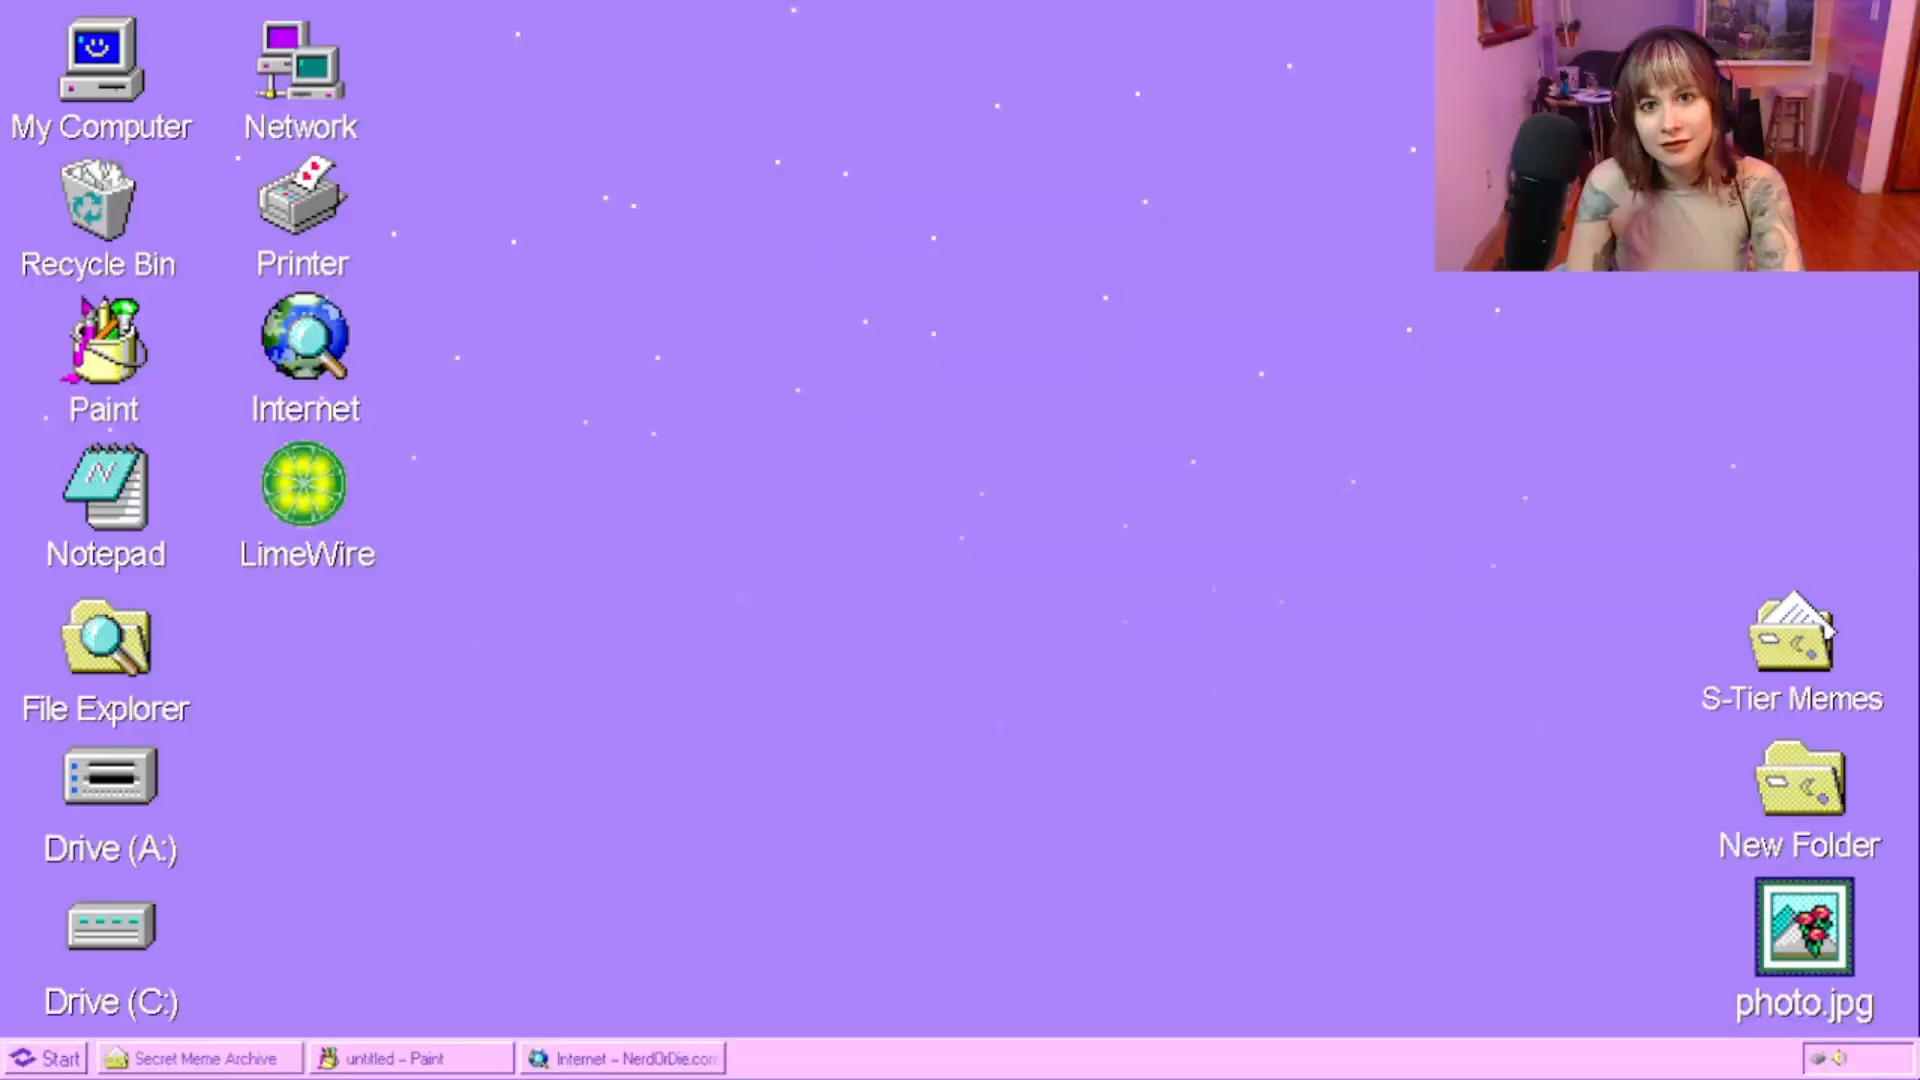 My Computer
Network
Recycle Bin
Printer
Paint
Internet
Notepad
LimeWire
File Explorer
S-Tier Memes
Drive (A:)
New Folder
Drive (C:)
photo.jpg
Start
Secret Meme Archive
untitled – Paint
Internet – NerdOrDie.com